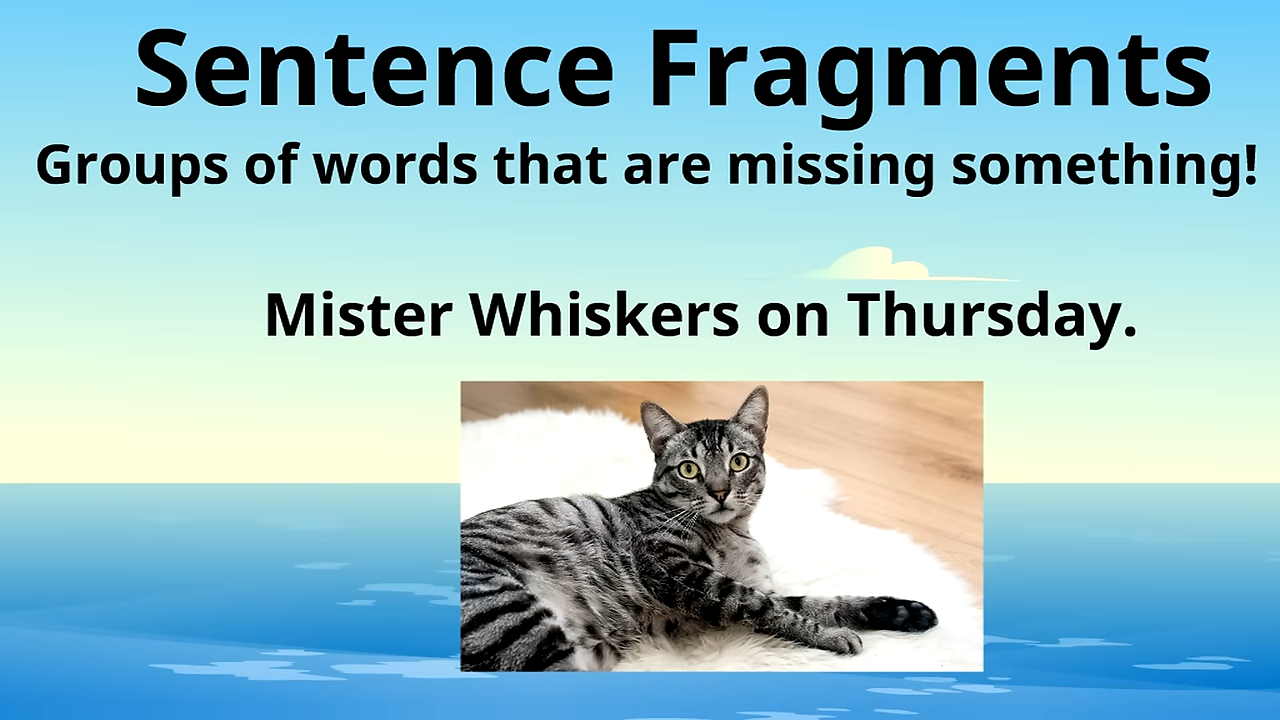 Sentence Fragments
Groups of words that are missing something!
Mister Whiskers on Thursday.